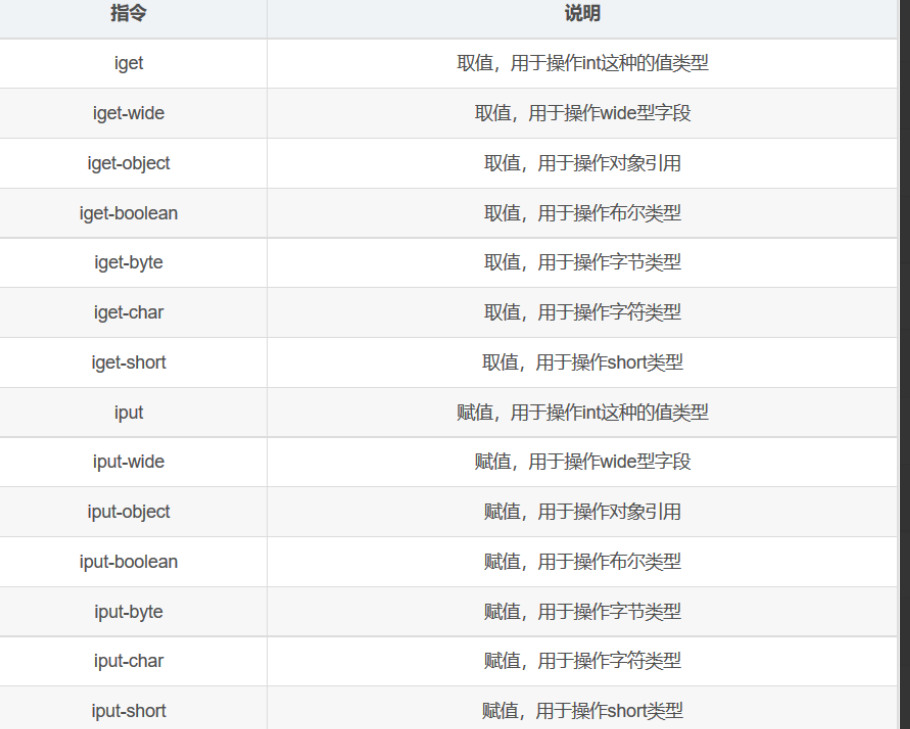 指令 说明
iget 取值，用于操作int这种的值类型
iget-wide 取值，用于操作wide型字段
iget-object 取值，用于操作对象引用
iget-boolean 取值，用于操作布尔类型
iget-byte 取值，用于操作字节类型
iget-char 取值，用于操作字符类型
iget-short 取值，用于操作short类型
iput 赋值，用于操作int这种的值类型
iput-wide 赋值，用于操作wide型字段
iput-object 赋值，用于操作对象引用
iput-boolean 赋值，用于操作布尔类型
iput-byte 赋值，用于操作字节类型
iput-char 赋值，用于操作字符类型
iput-short 赋值，用于操作short类型